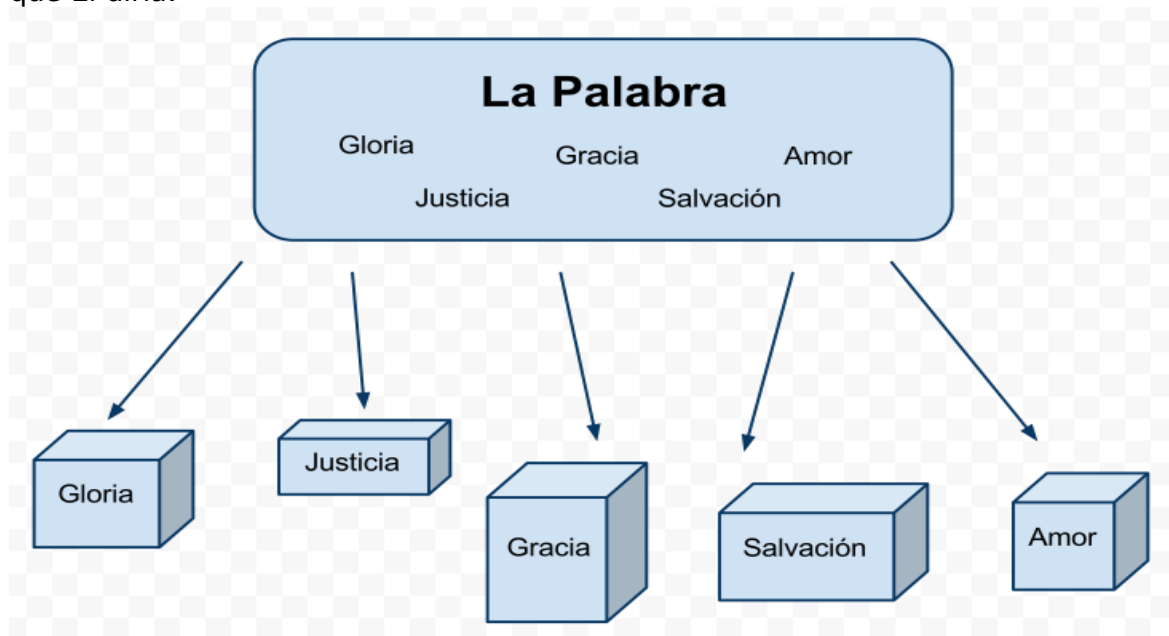 La Palabra
Gloria
Gracia
Amor
Justicia
Salvación
Gloria
Justicia
Gracia
Salvación
Amor